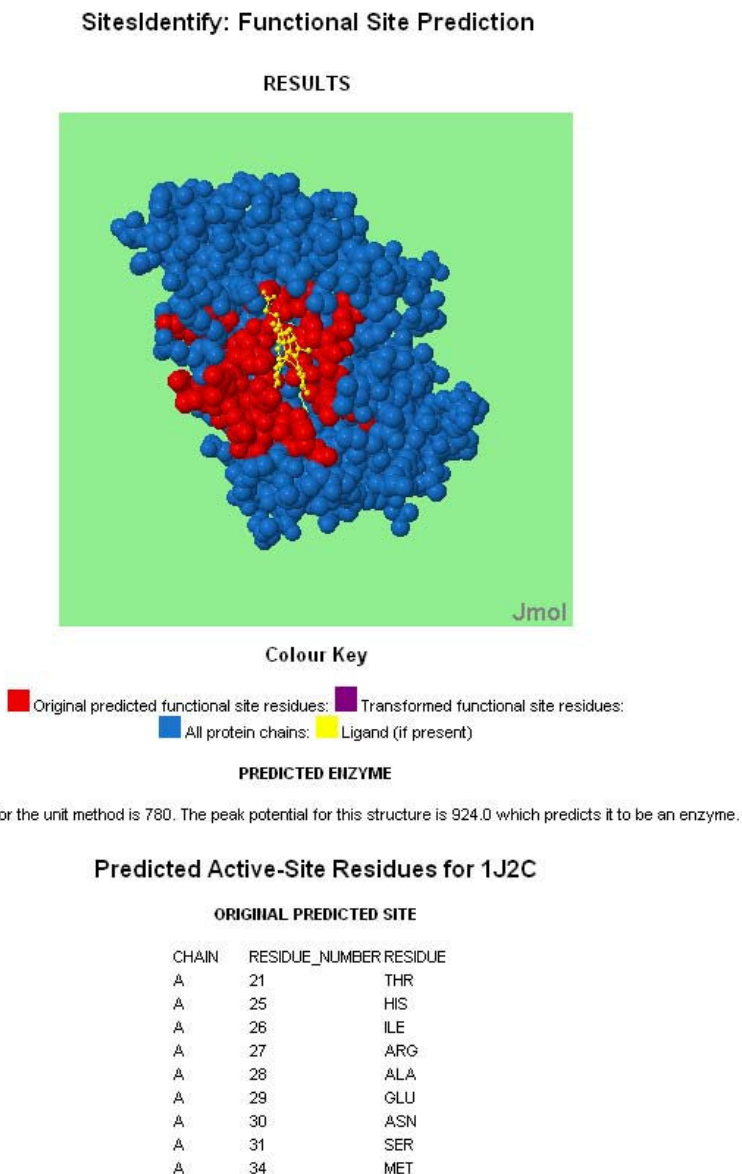 SitesIdentify: Functional Site Prediction
RESULTS
Jmol
Colour Key
Original predicted functional site residues: Transformed functional site residues:
All protein chains: Ligand (if present)
PREDICTED ENZYME
or the unit method is 780. The peak potential for this structure is 924.0 which predicts it to be an enzyme.
Predicted Active-Site Residues for 1J2C
ORIGINAL PREDICTED SITE
CHAIN RESIDUE_NUMBER RESIDUE
A 21 THR
A 25 HIS
A 26 ILE
A 27 ARG
A 28 ALA
A 29 GLU
A 30 ASN
A 31 SER
A 34 MET